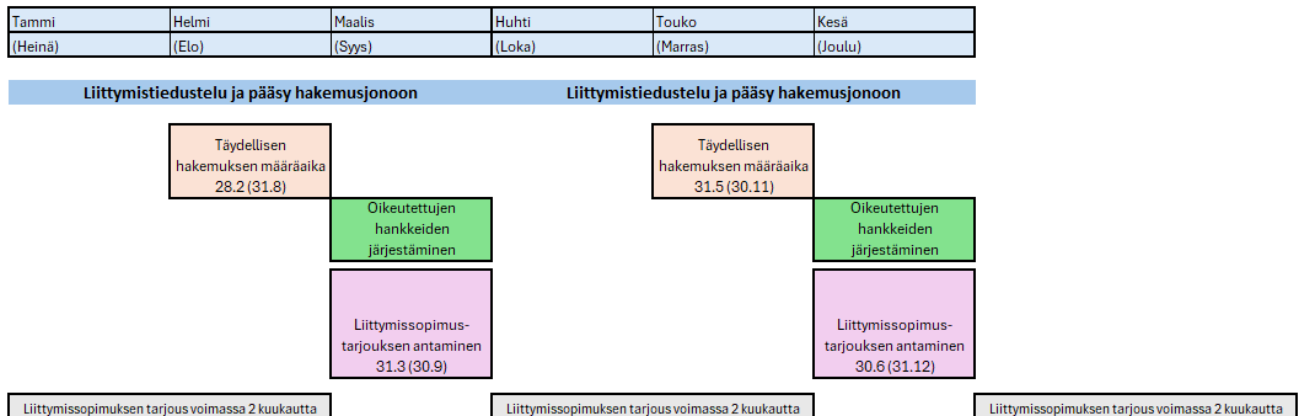 Tammi Helmi Maalis Huhti Touko Kesä
(Heinä) (Elo) (Syys) (Loka) (Marras) (Joulu)
Liittymistiedustelu ja pääsy hakemusjonoon Liittymistiedustelu ja pääsy hakemusjonoon
Täydellisen
hakemuksen määräaika
28.2 (31.8)
Täydellisen
hakemuksen määräaika
31.5 (30.11)
Oikeutettujen
hankkeiden
järjestäminen
Oikeutettujen
hankkeiden
järjestäminen
Liittymissopimus-
tarjouksen antaminen
31.3 (30.9)
Liittymissopimus-
tarjouksen antaminen
30.6 (31.12)
Liittymissopimuksen tarjous voimassa 2 kuukautta
Liittymissopimuksen tarjous voimassa 2 kuukautta
Liittymissopimuksen tarjous voimassa 2 kuukautta